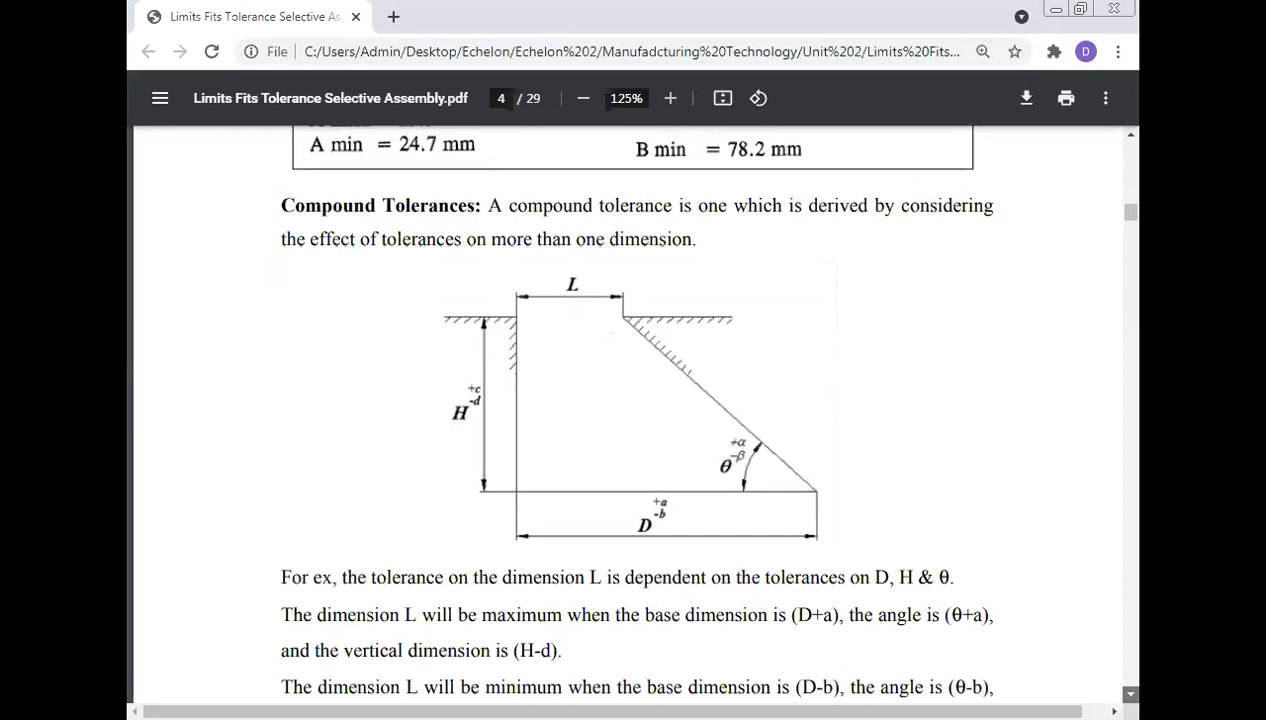 Limits Fits Tolerance Selective As
File
C:/Users/Admin/Desktop/Echelon/Echelon%202/Manufadcturing%20Technology/Unit%202/Limits%20Fits...
D
Limits Fits Tolerance Selective Assembly.pdf
4 / 29
125%
A min = 24.7 mm
B min = 78.2 mm
Compound Tolerances: A compound tolerance is one which is derived by considering
the effect of tolerances on more than one dimension.
L
+c
-d
H
+α
-β
θ
+a
-b
D
For ex, the tolerance on the dimension L is dependent on the tolerances on D, H & θ.
The dimension L will be maximum when the base dimension is (D+a), the angle is (θ+a),
and the vertical dimension is (H-d).
The dimension L will be minimum when the base dimension is (D-b), the angle is (θ-b),